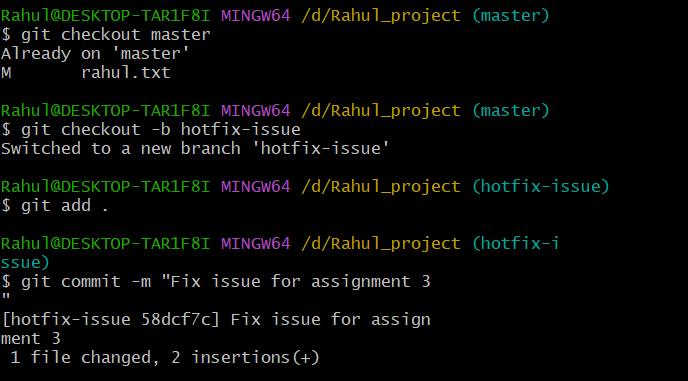 Rahul@DESKTOP-TAR1F8I MINGW64 /d/Rahul_project (master)
$ git checkout master
Already on 'master'
M       rahul.txt
Rahul@DESKTOP-TAR1F8I MINGW64 /d/Rahul_project (master)
$ git checkout -b hotfix-issue
Switched to a new branch 'hotfix-issue'
Rahul@DESKTOP-TAR1F8I MINGW64 /d/Rahul_project (hotfix-issue)
$ git add .
Rahul@DESKTOP-TAR1F8I MINGW64 /d/Rahul_project (hotfix-i
ssue)
$ git commit -m "Fix issue for assignment 3
"
[hotfix-issue 58dcf7c] Fix issue for assign
ment 3
 1 file changed, 2 insertions(+)